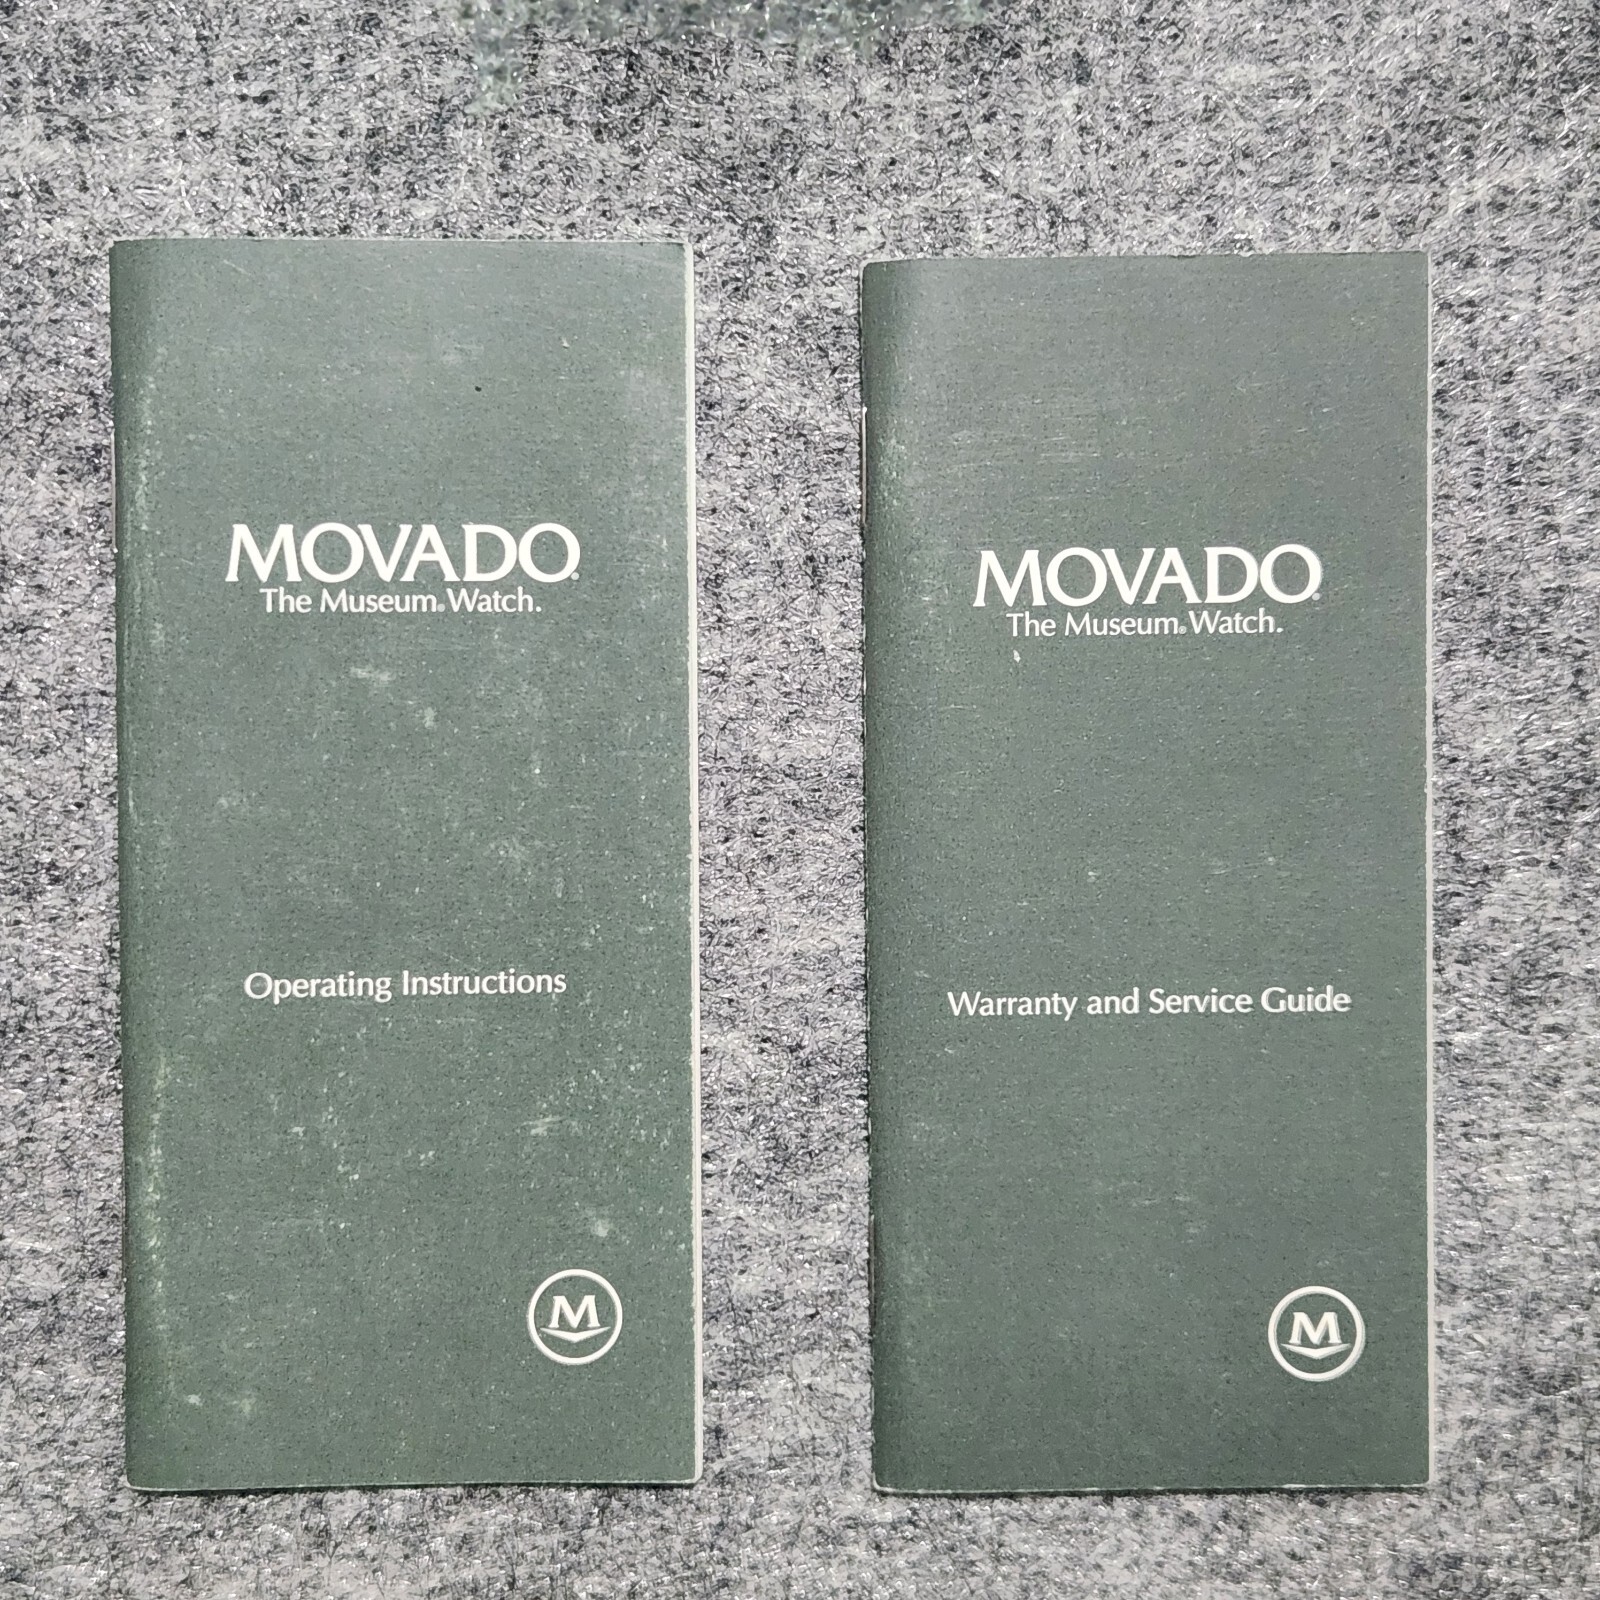 MOVADO®
The Museum® Watch.
Operating Instructions
M
MOVADO®
The Museum® Watch.
Warranty and Service Guide
M